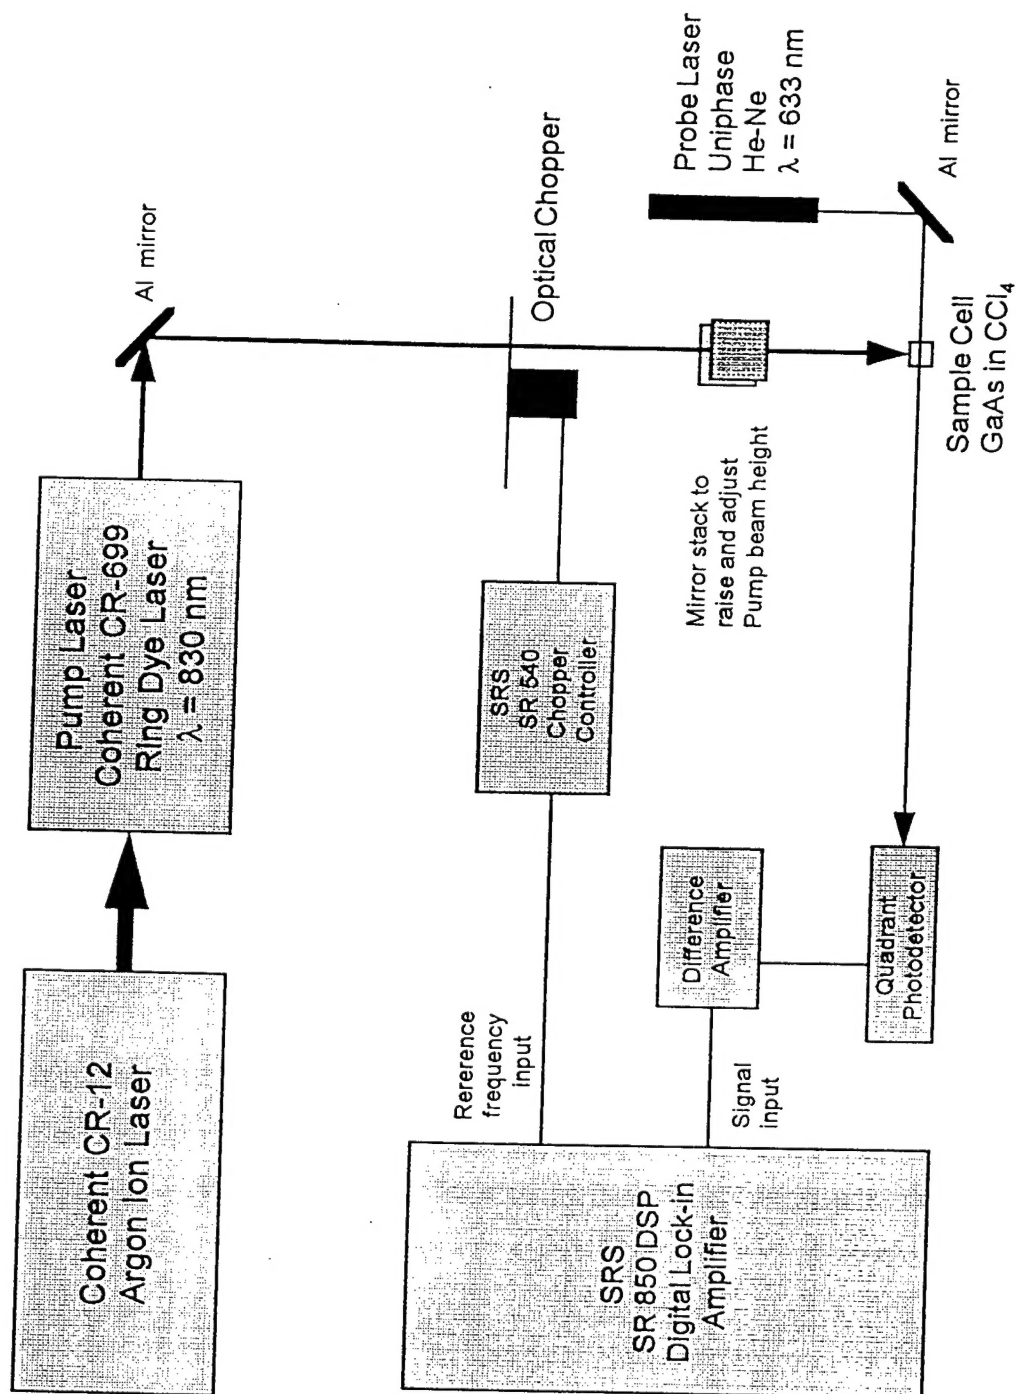 Coherent CR-12
Argon Ion Laser
Pump Laser
Coherent CR-699
Ring Dye Laser
λ = 830 nm
Al mirror
Optical Chopper
SRS
SR 540
Chopper
Controller
Rererence
frequency
input
SRS
SR 850 DSP
Digital Lock-in
Amplifier
Signal
input
Difference
Amplifier
Quadrant
Photodetector
Mirror stack to
raise and adjust
Pump beam height
Probe Laser
Uniphase
He-Ne
λ = 633 nm
Al mirror
Sample Cell
GaAs in CCl₄